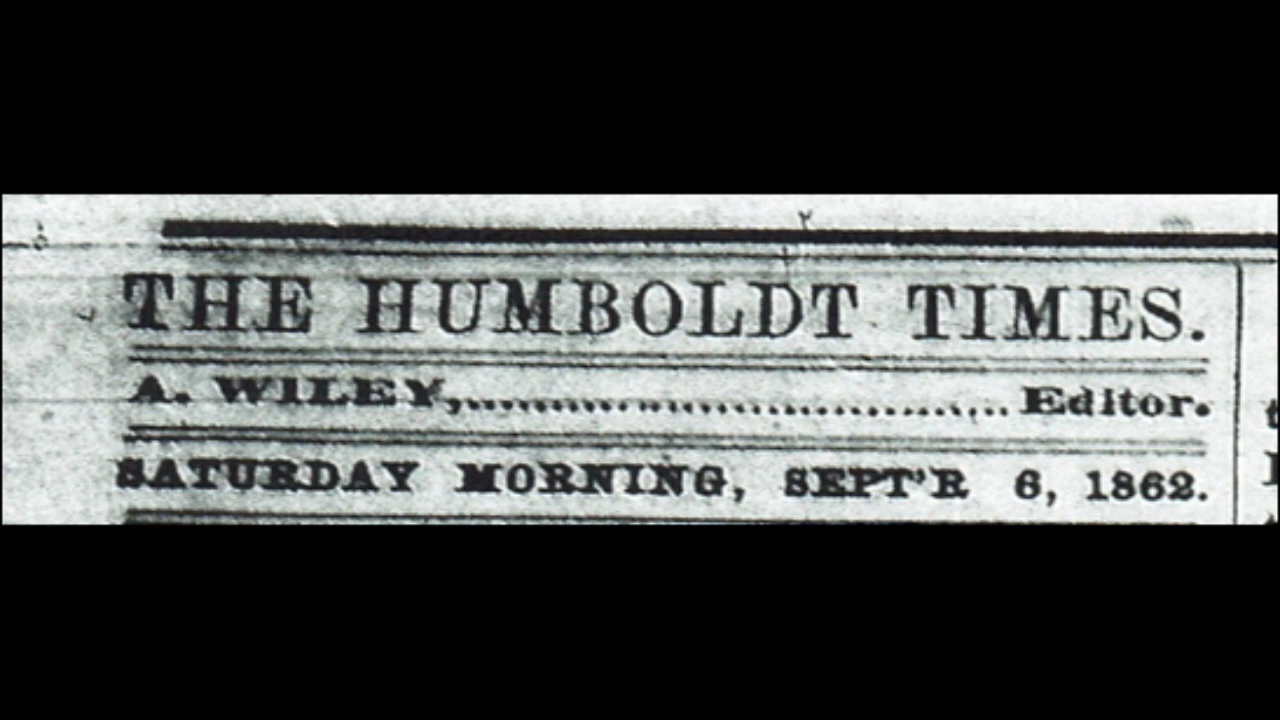 THE HUMBOLDT TIMES.
A. WILEY,........................................Editor.
SATURDAY MORNING, SEPT'R 6, 1862.